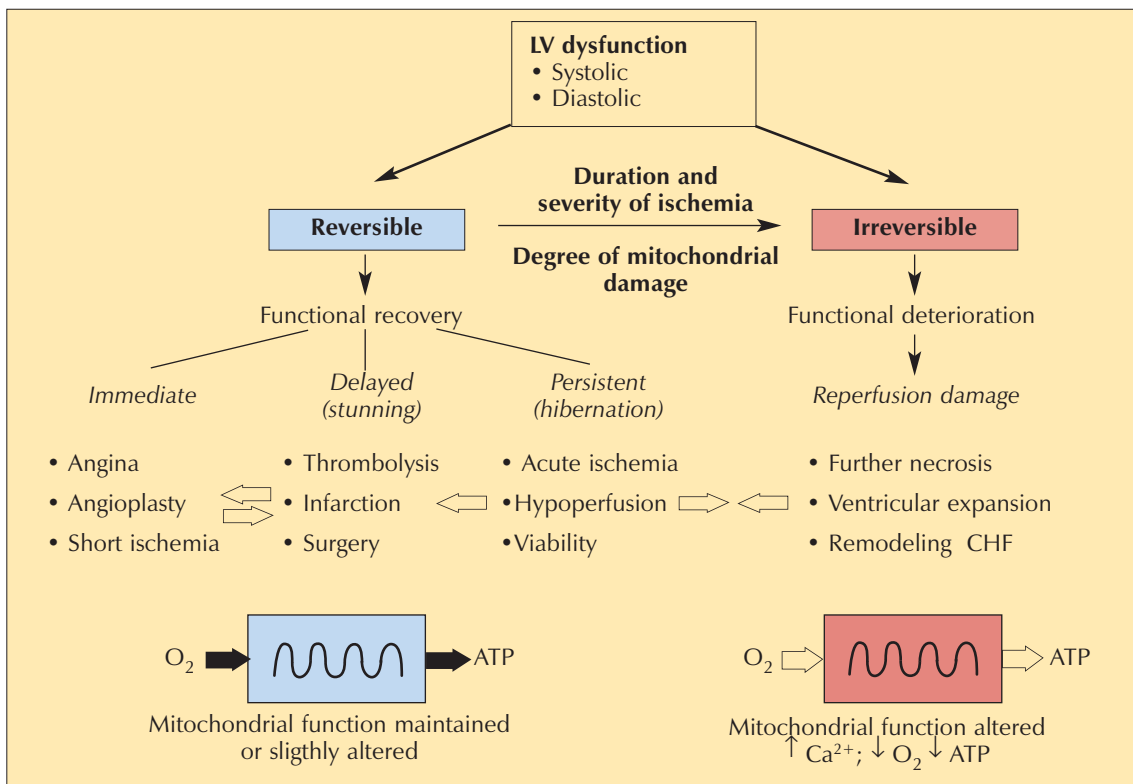 LV dysfunction
• Systolic
• Diastolic
Duration and
severity of ischemia
Reversible
Irreversible
Degree of mitochondrial
damage
Functional recovery
Functional deterioration
Immediate
Delayed
(stunning)
Persistent
(hibernation)
Reperfusion damage
• Angina
• Angioplasty
• Short ischemia
• Thrombolysis
• Infarction
• Surgery
• Acute ischemia
•Hypoperfusion
•Viability
• Further necrosis
• Ventricular expansion
• Remodeling CHF
O₂
ATP
Mitochondrial function maintained
or sligthly altered
O₂
ATP
Mitochondrial function altered
↑ Ca²⁺; ↓ O₂ ↓ ATP